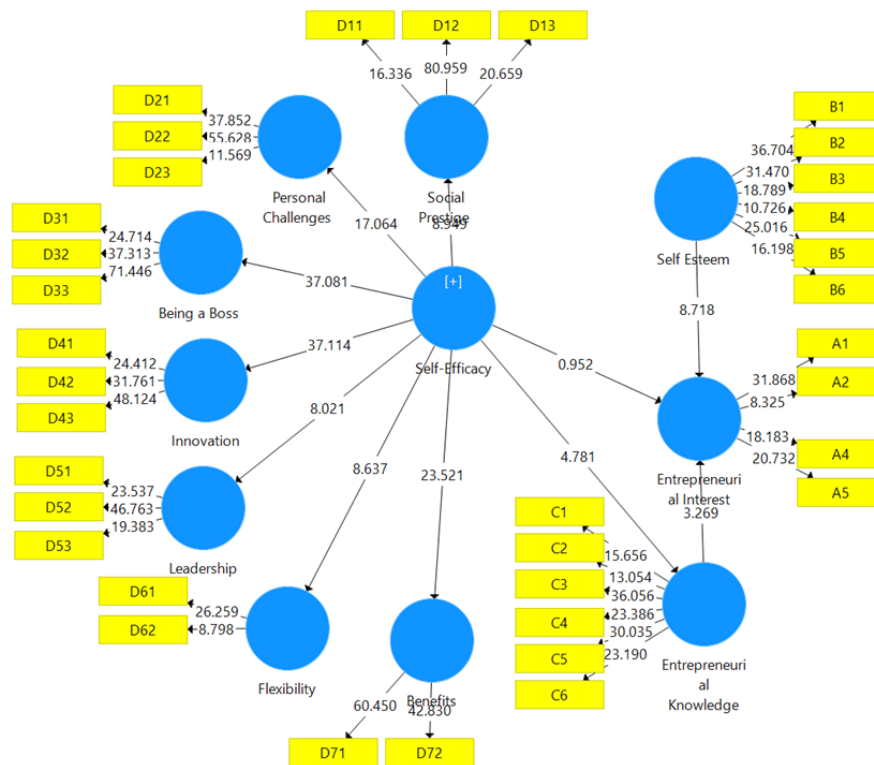 D11
D12
D13
16.336
80.959
20.659
D21
D22
D23
37.852
55.628
11.569
Personal
Challenges
Social
Prestige
17.064
8.949
B1
B2
B3
B4
B5
B6
36.704
31.470
18.789
10.726
25.016
16.198
Self Esteem
D31
D32
D33
24.714
37.313
71.446
Being a Boss
37.081
[+]
Self-Efficacy
8.718
D41
D42
D43
24.412
31.761
48.124
Innovation
37.114
0.952
A1
A2
A4
A5
31.868
8.325
18.183
20.732
Entrepreneuri
al Interest
D51
D52
D53
23.537
46.763
19.383
Leadership
8.021
8.637
23.521
4.781
3.269
C1
C2
C3
C4
C5
C6
15.656
13.054
36.056
23.386
30.035
23.190
Entrepreneuri
al
Knowledge
D61
D62
26.259
8.798
Flexibility
Benefits
60.450
42.830
D71
D72